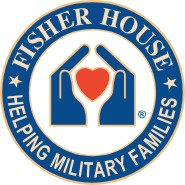 ★ FISHER HOUSE ★
HELPING MILITARY FAMILIES
®